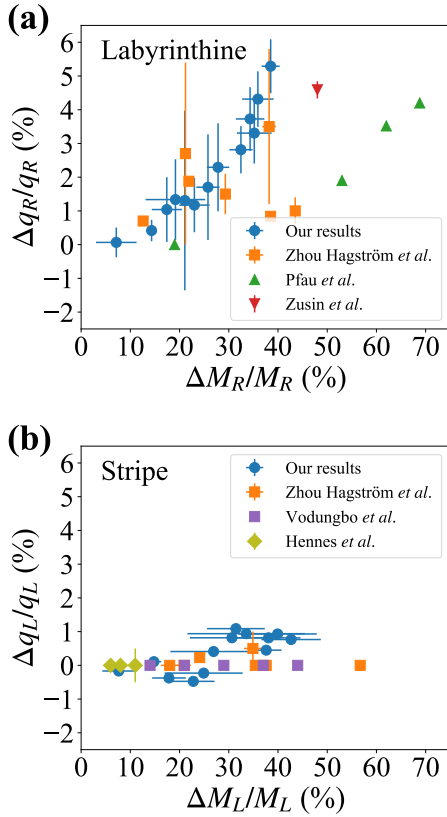 (a)
Labyrinthine
6
5
4
3
2
1
0
−1
−2
Δq_R/q_R (%)
Our results
Zhou Hagström et al.
Pfau et al.
Zusin et al.
0 10 20 30 40 50 60 70
ΔM_R/M_R (%)
(b)
Stripe
6
5
4
3
2
1
0
−1
−2
Δq_L/q_L (%)
Our results
Zhou Hagström et al.
Vodungbo et al.
Hennes et al.
0 10 20 30 40 50 60 70
ΔM_L/M_L (%)